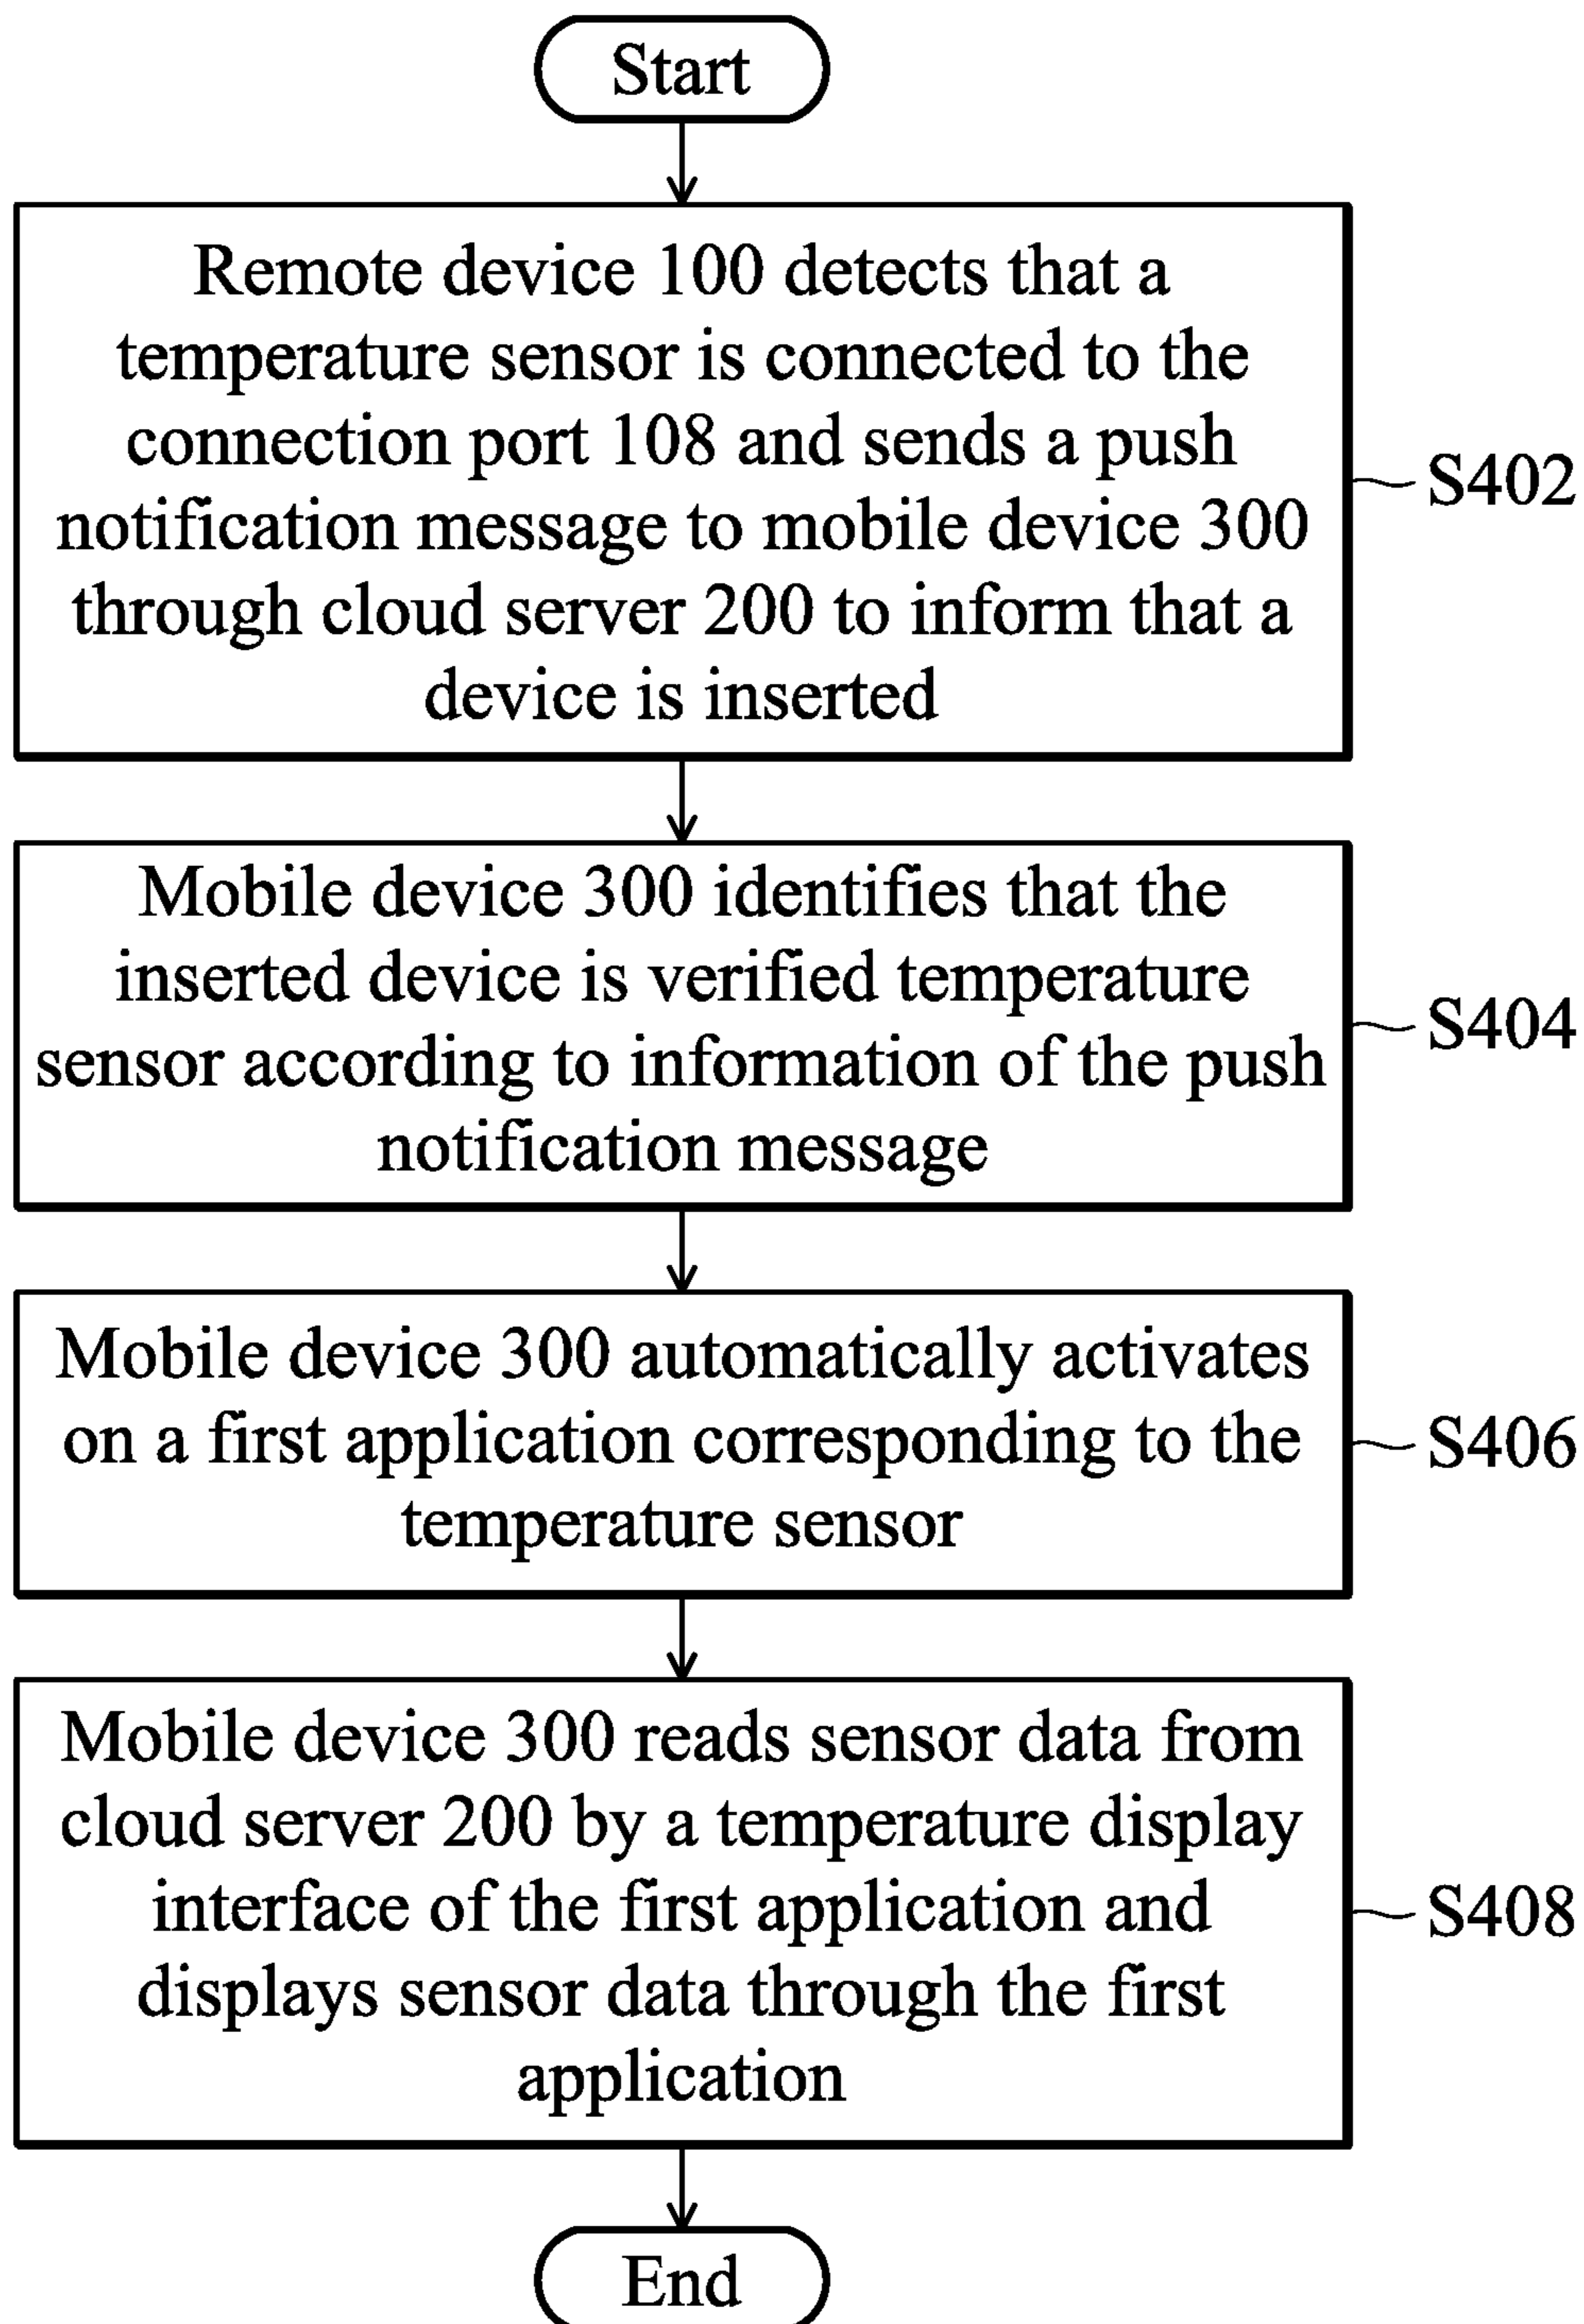 Start
Remote device 100 detects that a
temperature sensor is connected to the
connection port 108 and sends a push
notification message to mobile device 300
through cloud server 200 to inform that a
device is inserted
S402
Mobile device 300 identifies that the
inserted device is verified temperature
sensor according to information of the push
notification message
S404
Mobile device 300 automatically activates
on a first application corresponding to the
temperature sensor
S406
Mobile device 300 reads sensor data from
cloud server 200 by a temperature display
interface of the first application and
displays sensor data through the first
application
S408
End